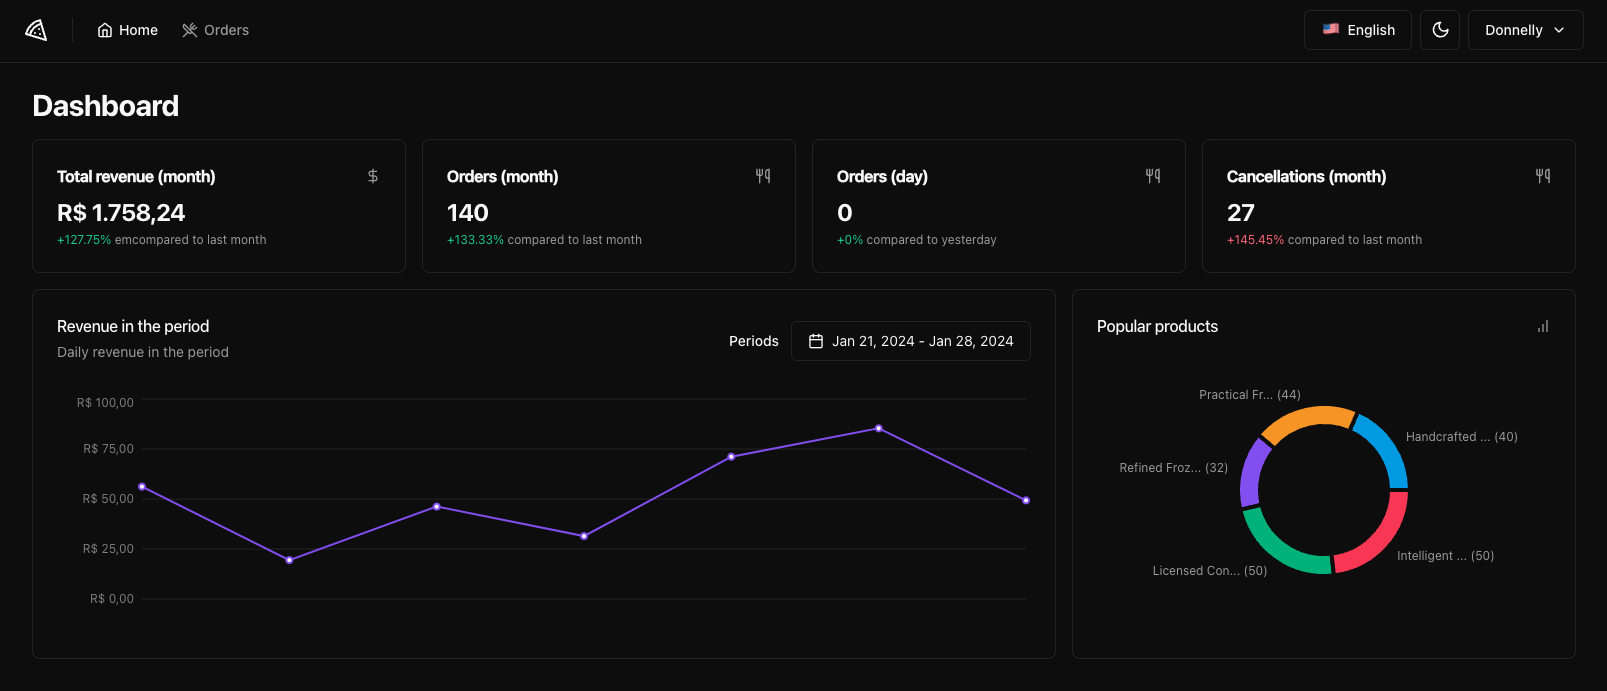 Home
Orders
English
Donnelly
Dashboard
Total revenue (month)
R$ 1.758,24
+127.75% emcompared to last month
Orders (month)
140
+133.33% compared to last month
Orders (day)
0
+0% compared to yesterday
Cancellations (month)
27
+145.45% compared to last month
Revenue in the period
Daily revenue in the period
Periods
Jan 21, 2024 - Jan 28, 2024
R$ 100,00
R$ 75,00
R$ 50,00
R$ 25,00
R$ 0,00
Popular products
Practical Fr... (44)
Handcrafted ... (40)
Refined Froz... (32)
Intelligent ... (50)
Licensed Con... (50)